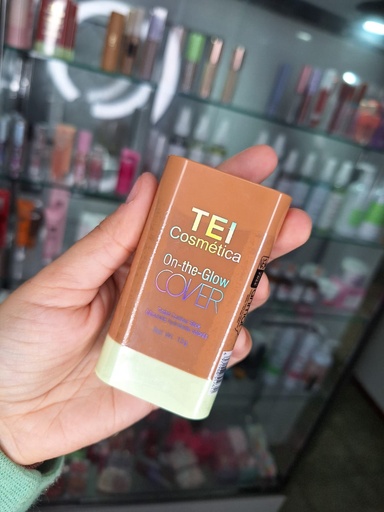 TEI
Cosmética
On-the-Glow
COVER